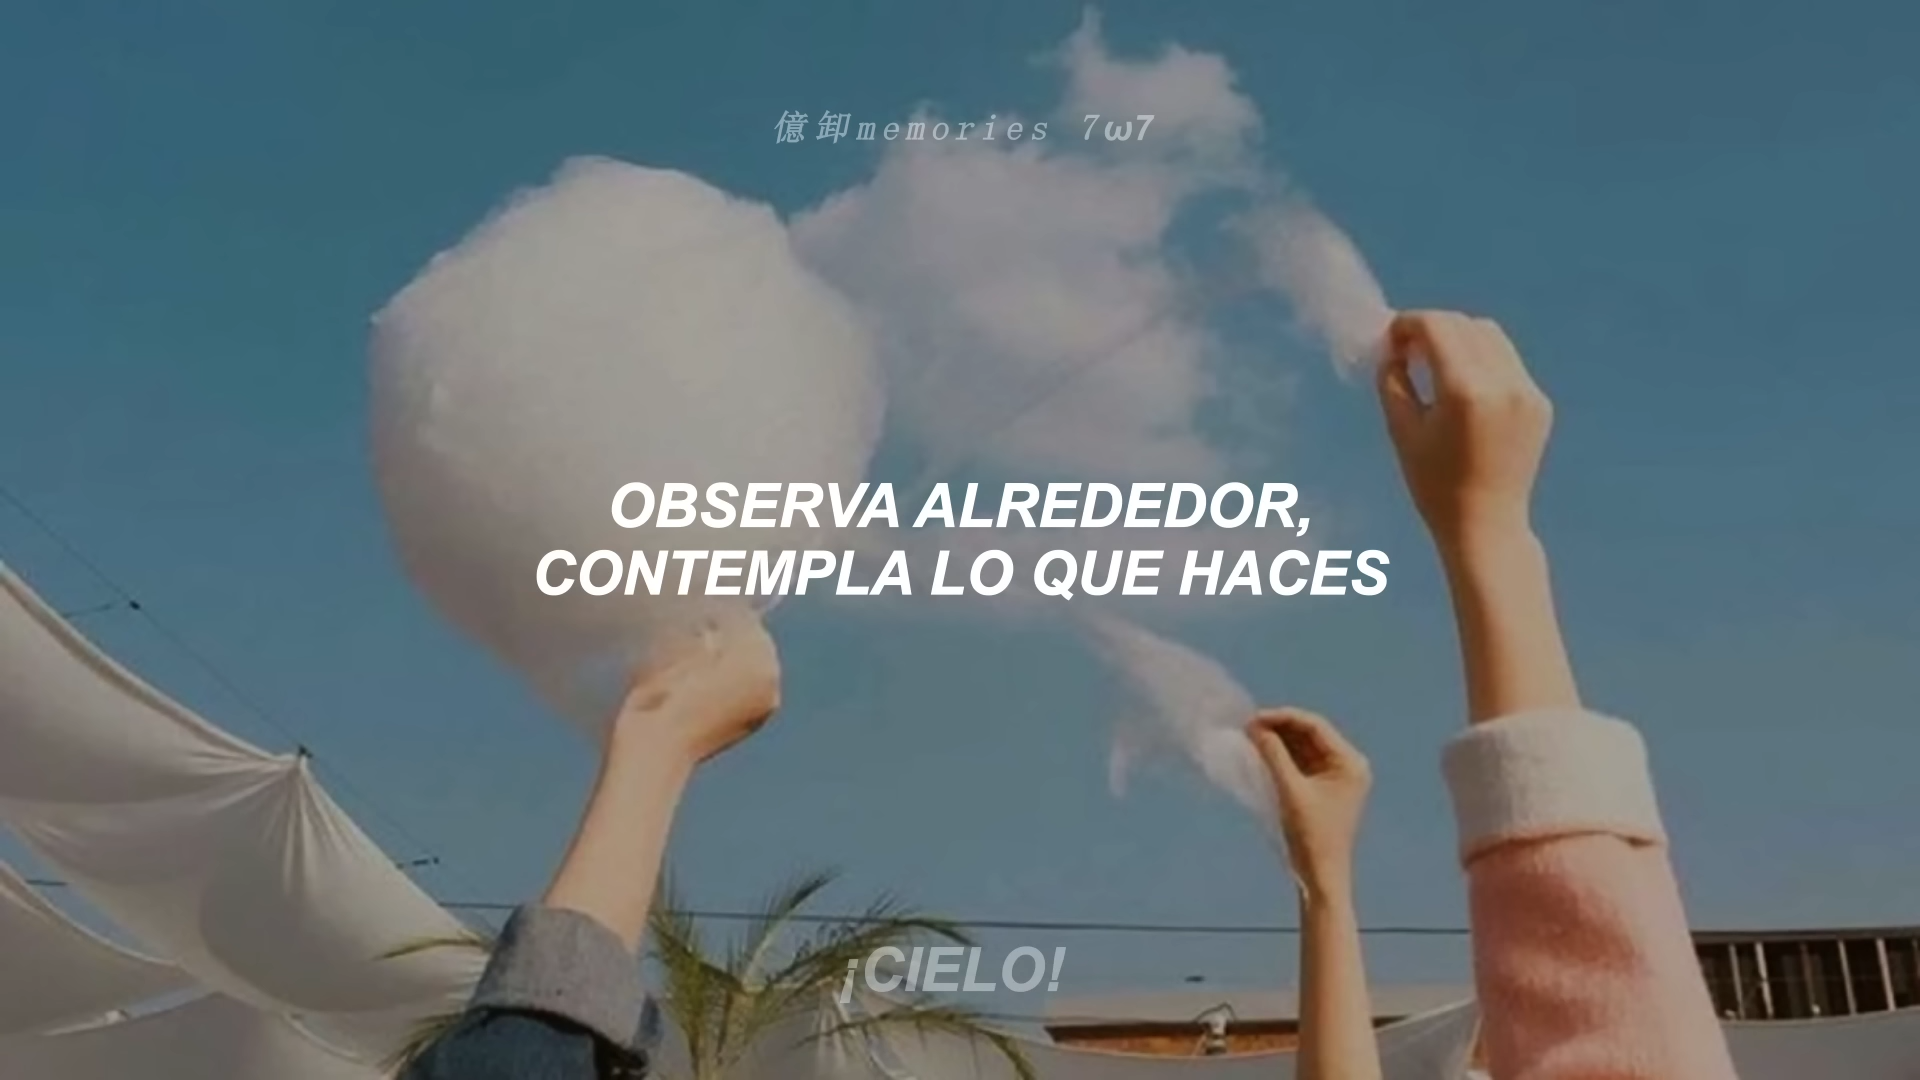 億卸memories 7ω7
OBSERVA ALREDEDOR,
CONTEMPLA LO QUE HACES
¡CIELO!